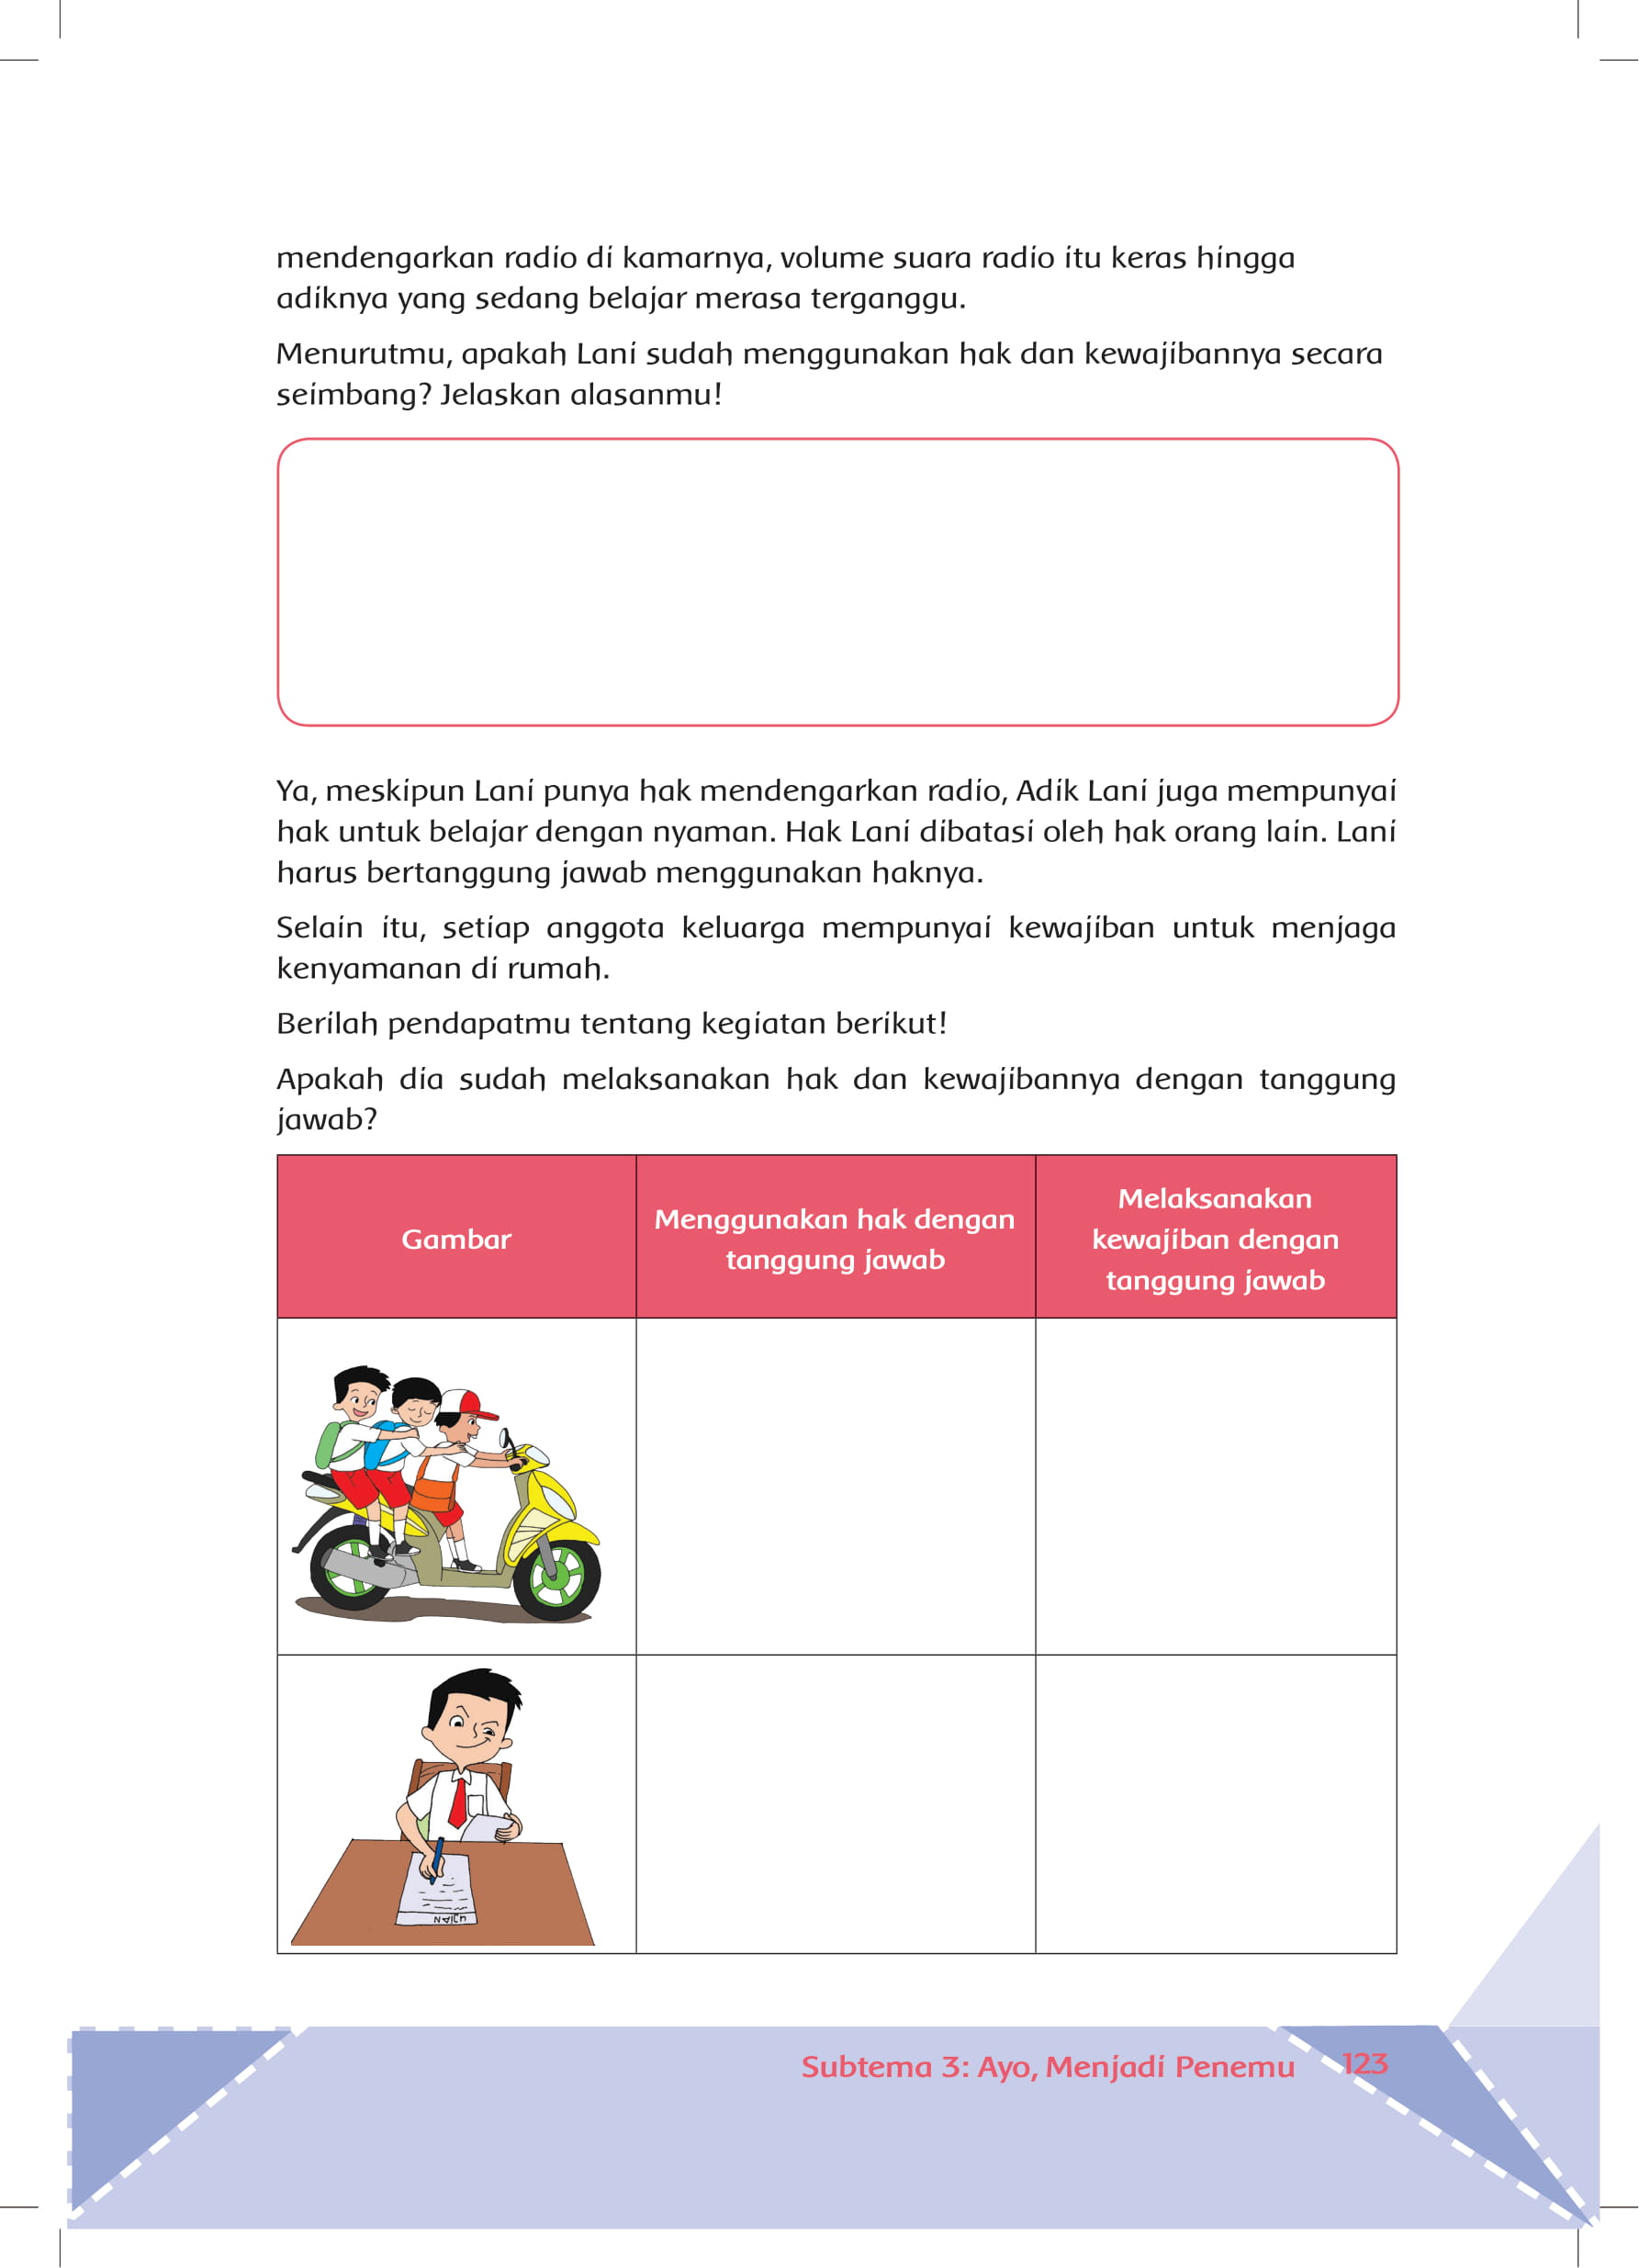 mendengarkan radio di kamarnya, volume suara radio itu keras hingga
adiknya yang sedang belajar merasa terganggu.
Menurutmu, apakah Lani sudah menggunakan hak dan kewajibannya secara
seimbang? Jelaskan alasanmu!
Ya, meskipun Lani punya hak mendengarkan radio, Adik Lani juga mempunyai
hak untuk belajar dengan nyaman. Hak Lani dibatasi oleh hak orang lain. Lani
harus bertanggung jawab menggunakan haknya.
Selain itu, setiap anggota keluarga mempunyai kewajiban untuk menjaga
kenyamanan di rumah.
Berilah pendapatmu tentang kegiatan berikut!
Apakah dia sudah melaksanakan hak dan kewajibannya dengan tanggung
jawab?
Gambar
Menggunakan hak dengan
tanggung jawab
Melaksanakan
kewajiban dengan
tanggung jawab
UJIAN
Subtema 3: Ayo, Menjadi Penemu
123